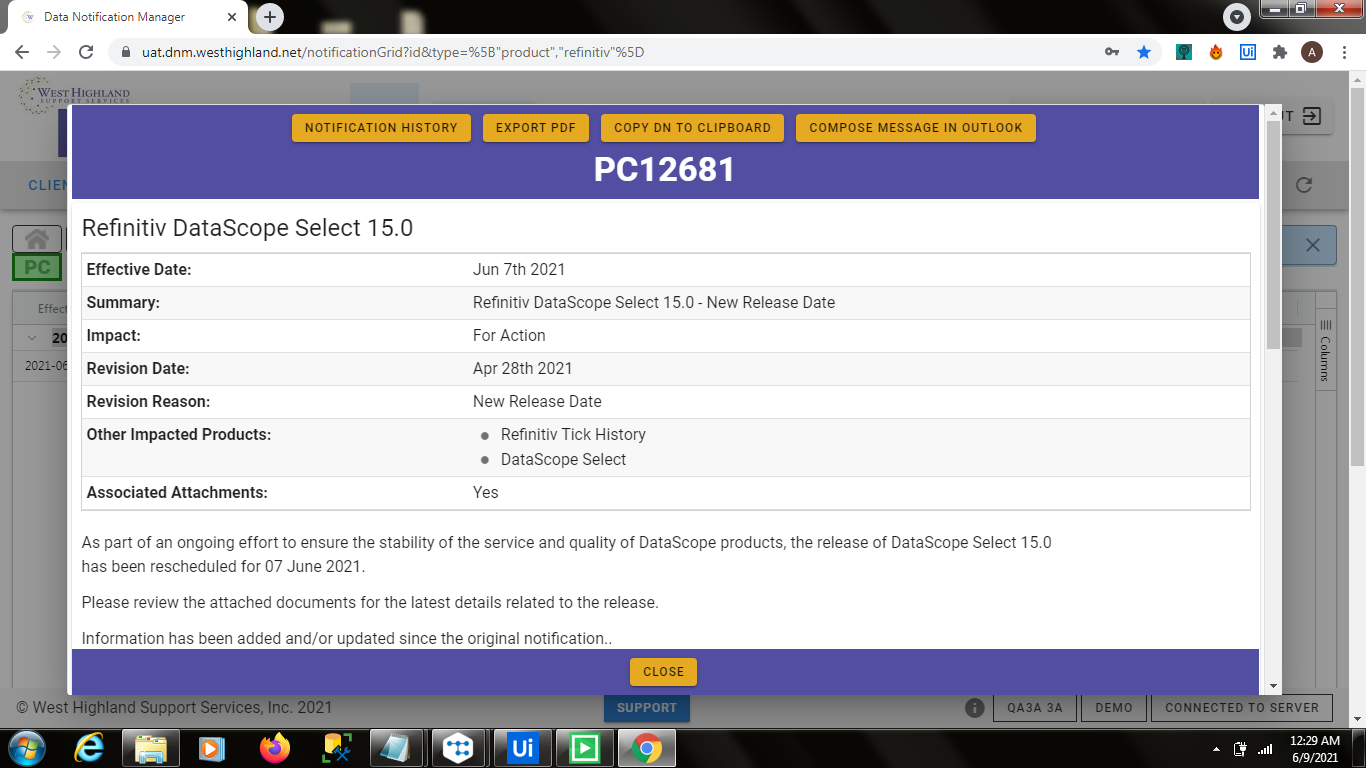 Data Notification Manager
uat.dnm.westhighland.net/notificationGrid?id&type=%5B"product","refinitiv"%5D
Ui
A
WEST HIGHLAND
SUPPORT SERVICES
CLIEN
PC
Effect
20
2021-06
Columns
NOTIFICATION HISTORY
EXPORT PDF
COPY DN TO CLIPBOARD
COMPOSE MESSAGE IN OUTLOOK
PC12681
Refinitiv DataScope Select 15.0
Effective Date: Jun 7th 2021
Summary: Refinitiv DataScope Select 15.0 - New Release Date
Impact: For Action
Revision Date: Apr 28th 2021
Revision Reason: New Release Date
Other Impacted Products: Refinitiv Tick History
DataScope Select
Associated Attachments: Yes
As part of an ongoing effort to ensure the stability of the service and quality of DataScope products, the release of DataScope Select 15.0
has been rescheduled for 07 June 2021.
Please review the attached documents for the latest details related to the release.
Information has been added and/or updated since the original notification..
CLOSE
© West Highland Support Services, Inc. 2021
SUPPORT
QA3A 3A
DEMO
CONNECTED TO SERVER
Ui
12:29 AM
6/9/2021